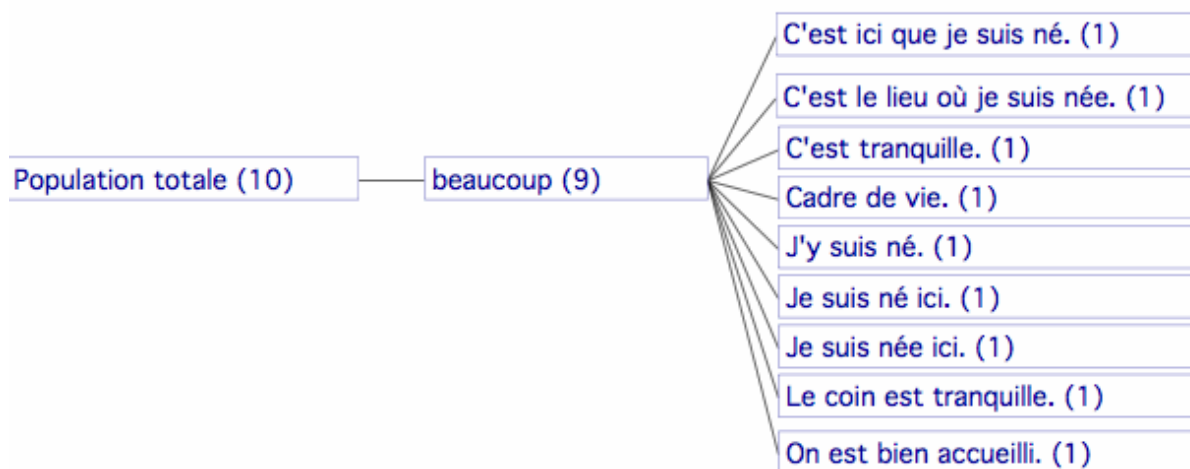 Population totale (10)
beaucoup (9)
C'est ici que je suis né. (1)
C'est le lieu où je suis née. (1)
C'est tranquille. (1)
Cadre de vie. (1)
J'y suis né. (1)
Je suis né ici. (1)
Je suis née ici. (1)
Le coin est tranquille. (1)
On est bien accueilli. (1)